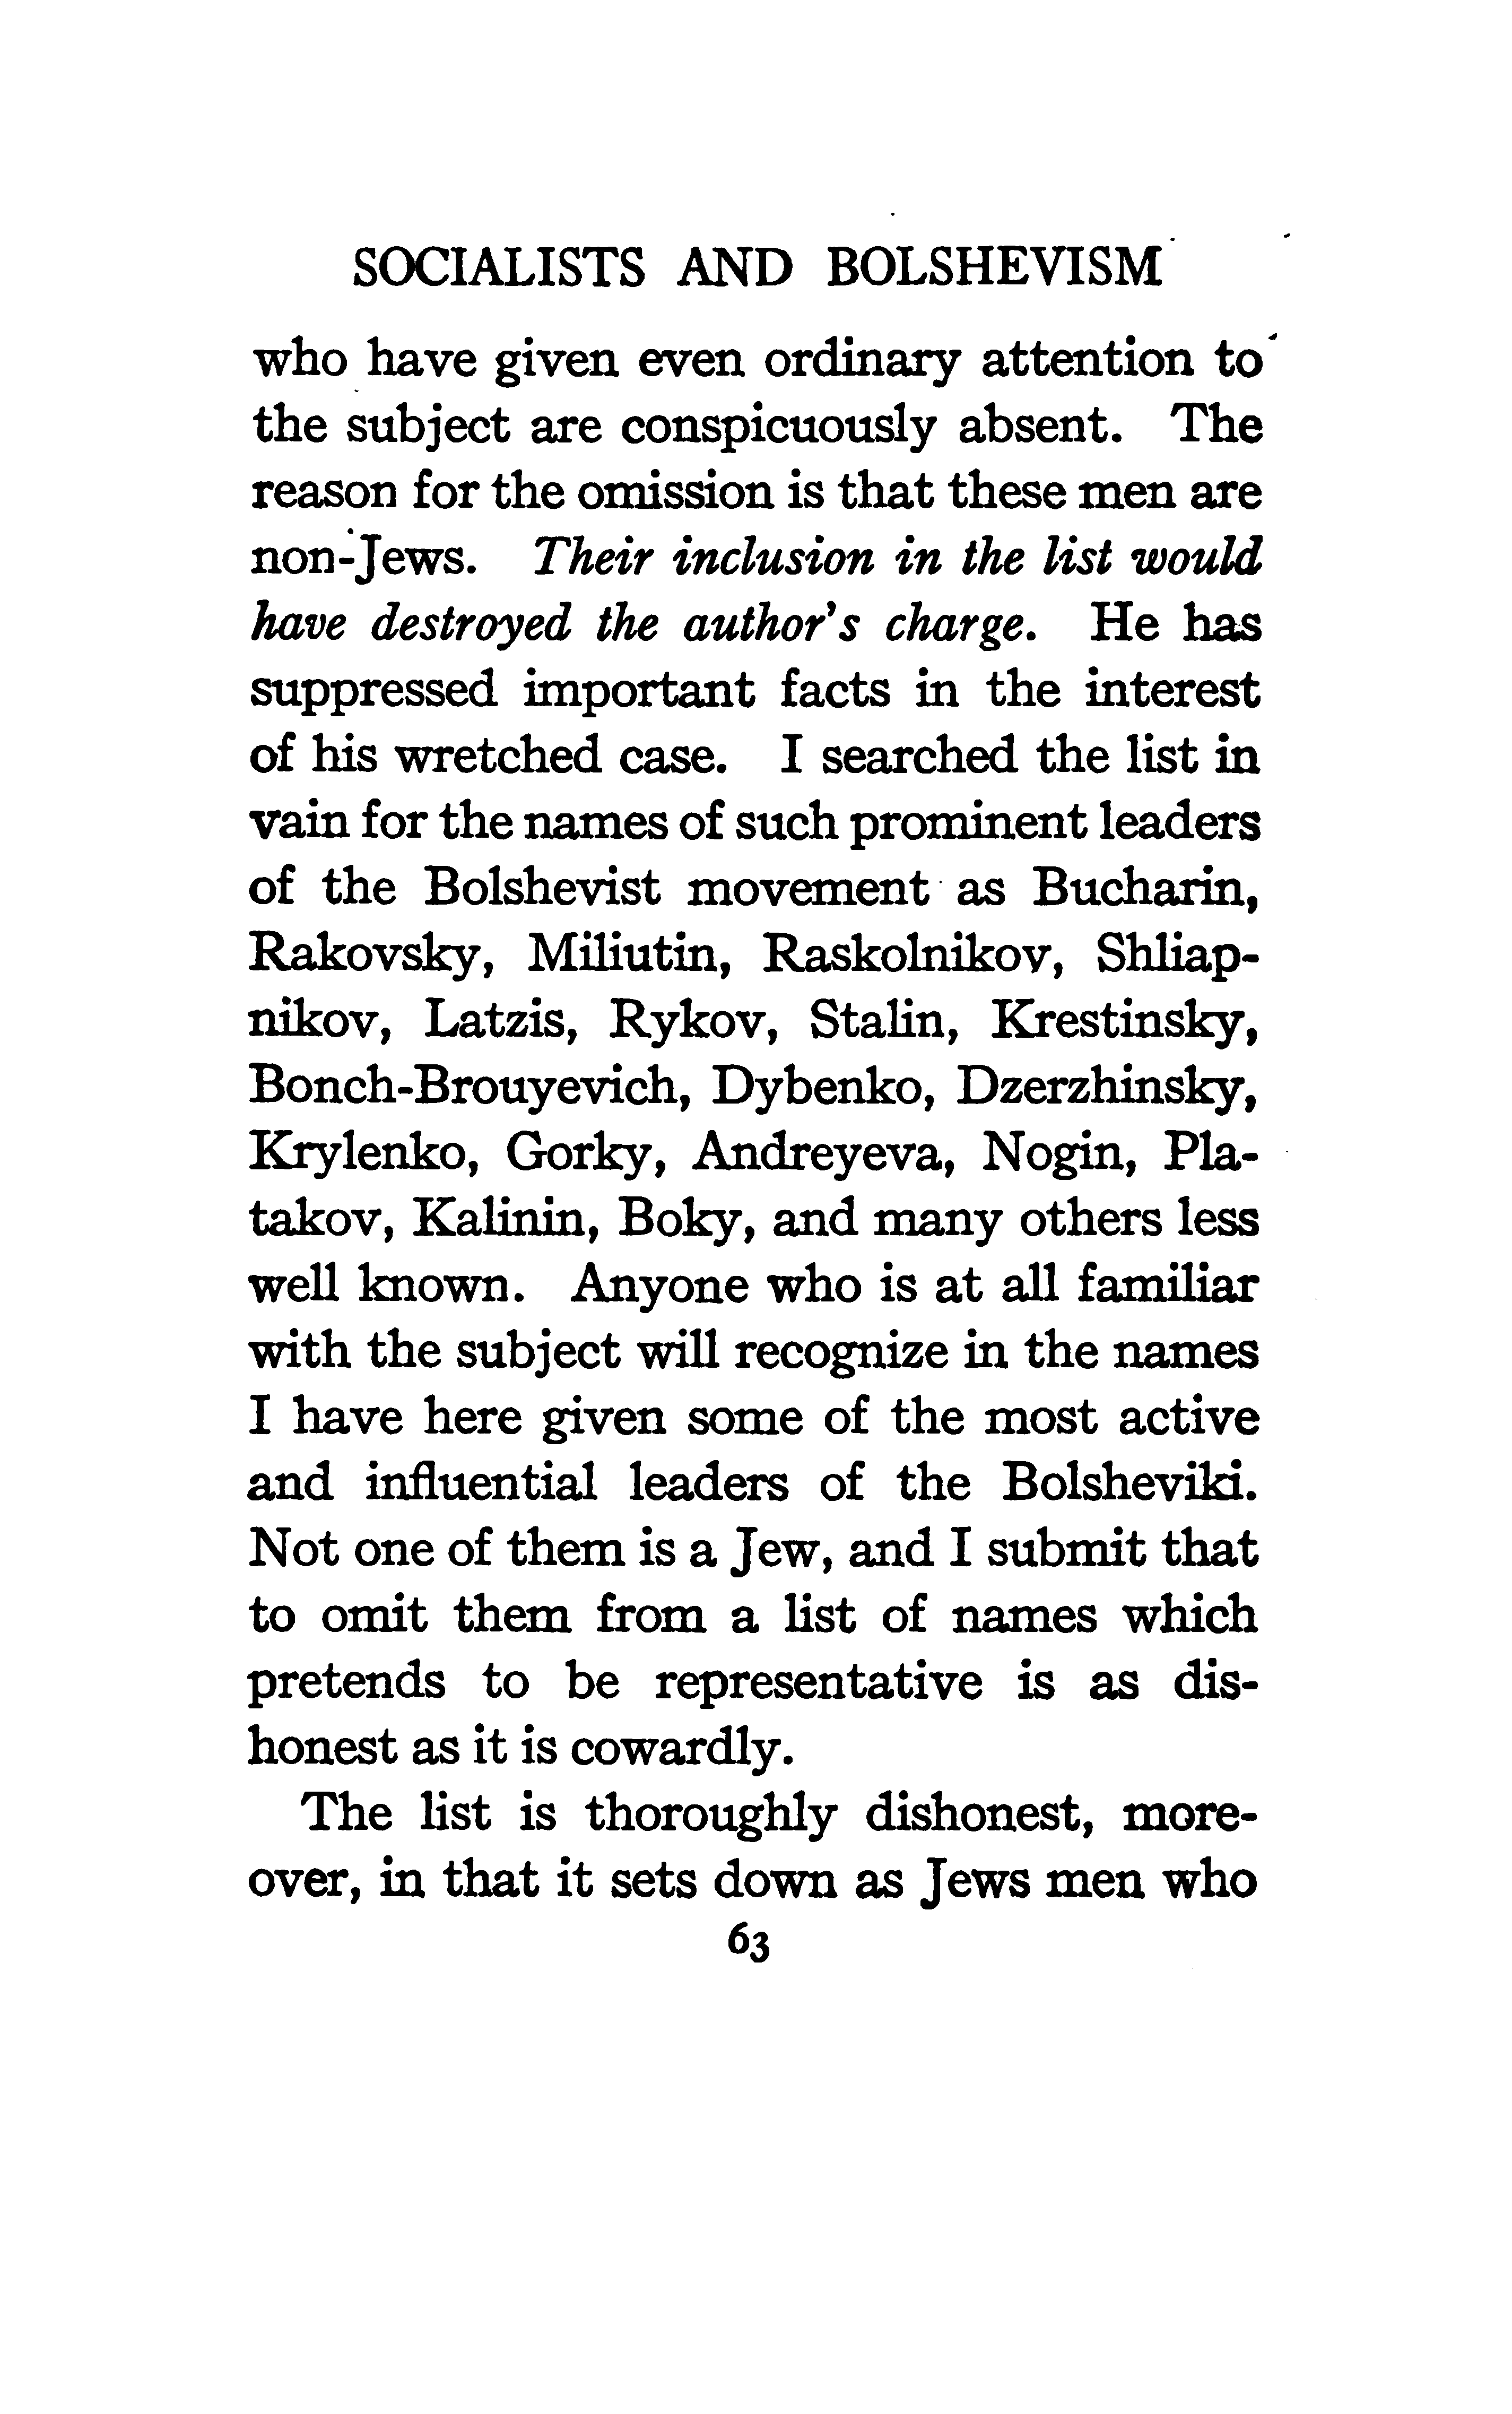 SOCIALISTS AND BOLSHEVISM
who have given even ordinary attention to
the subject are conspicuously absent. The
reason for the omission is that these men are
non-Jews. Their inclusion in the list would
have destroyed the author's charge. He has
suppressed important facts in the interest
of his wretched case. I searched the list in
vain for the names of such prominent leaders
of the Bolshevist movement as Bucharin,
Rakovsky, Miliutin, Raskolnikov, Shliap-
nikov, Latzis, Rykov, Stalin, Krestinsky,
Bonch-Brouyevich, Dybenko, Dzerzhinsky,
Krylenko, Gorky, Andreyeva, Nogin, Pla-
takov, Kalinin, Boky, and many others less
well known. Anyone who is at all familiar
with the subject will recognize in the names
I have here given some of the most active
and influential leaders of the Bolsheviki.
Not one of them is a Jew, and I submit that
to omit them from a list of names which
pretends to be representative is as dis-
honest as it is cowardly.
The list is thoroughly dishonest, more-
over, in that it sets down as Jews men who
63